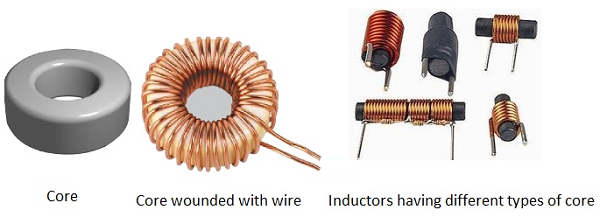 Core
Core wounded with wire
Inductors having different types of core